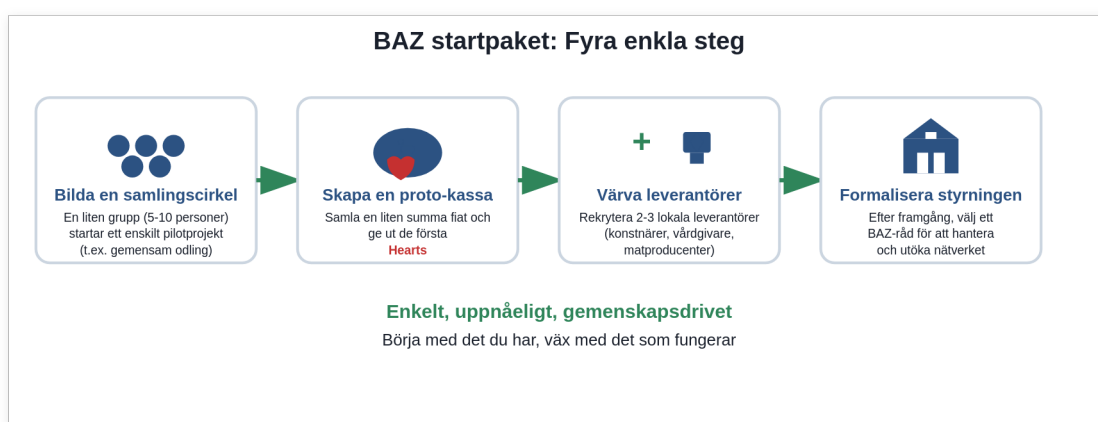 BAZ startpaket: Fyra enkla steg
Bilda en samlingscirkel
En liten grupp (5-10 personer)
startar ett enskilt pilotprojekt
(t.ex. gemensam odling)
Skapa en proto-kassa
Samla en liten summa fiat och
ge ut de första
Hearts
+
Värva leverantörer
Rekrytera 2-3 lokala leverantörer
(konstnärer, vårdgivare,
matproducenter)
Formalisera styrningen
Efter framgång, välj ett
BAZ-råd för att hantera
och utöka nätverket
Enkelt, uppnåeligt, gemenskapsdrivet
Börja med det du har, väx med det som fungerar